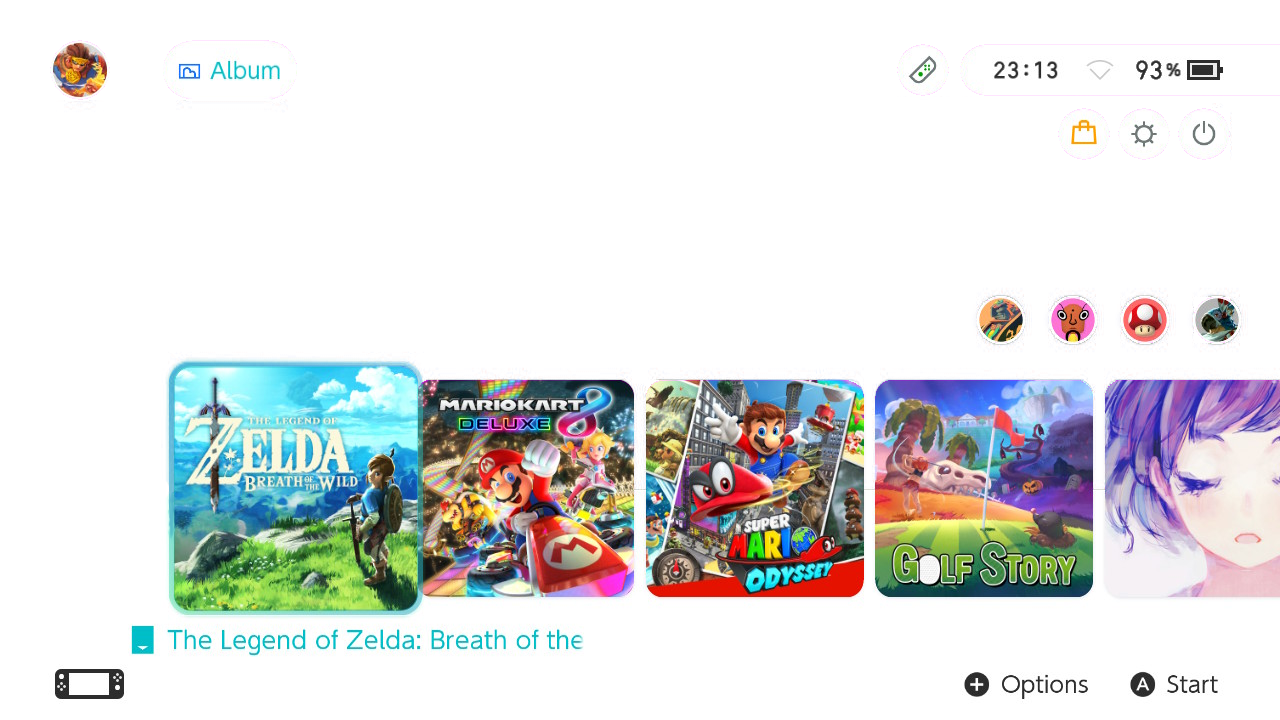 Album
23:13
93%
THE LEGEND OF
ZELDA
BREATH OF THE WILD
MARIOKART 8
DELUXE
SUPER
MARIO
ODYSSEY
GOLF STORY
The Legend of Zelda: Breath of the
+ Options
A Start